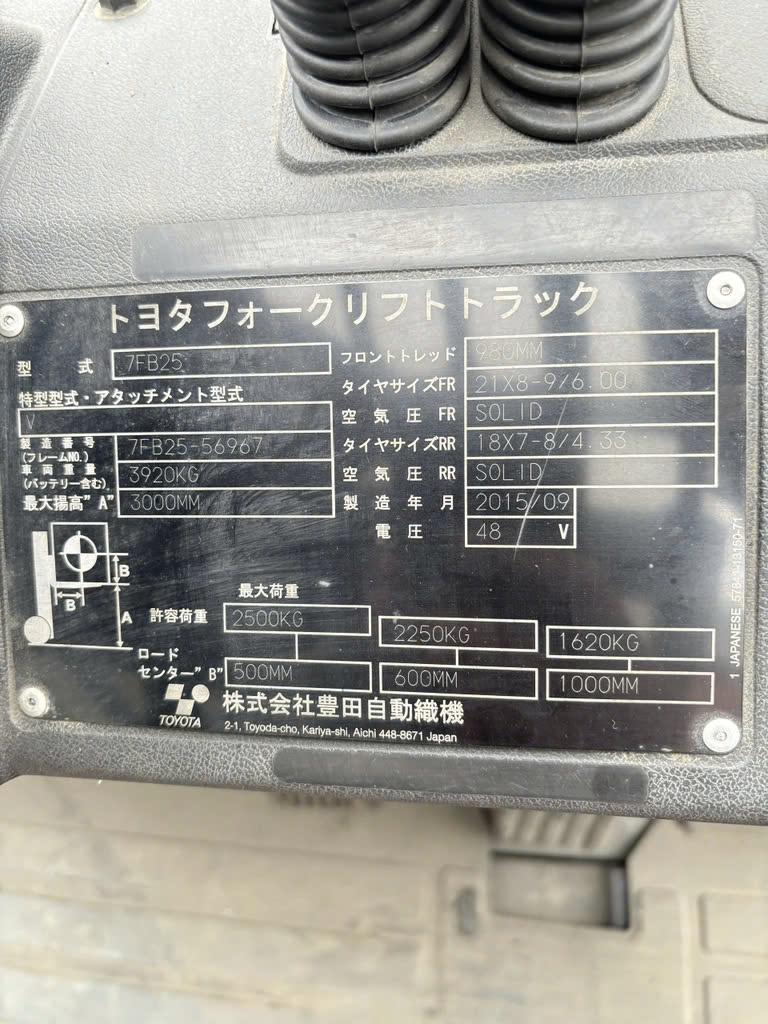 トヨタフォークリフトトラック
型 式 7FB25
特型型式・アタッチメント型式
V
製造番号
(フレームNO.) 7FB25-56967
車両重量
(バッテリー含む) 3920KG
最大揚高"A" 3000MM
フロントトレッド 980MM
タイヤサイズFR 21X8-9/6.00
空気圧 FR SOLID
タイヤサイズRR 18X7-8/4.33
空気圧 RR SOLID
製造年月 2015/09
電圧 48 V
B
B
A
最大荷重
許容荷重 2500KG 2250KG 1620KG
ロード
センター"B" 500MM 600MM 1000MM
TOYOTA
株式会社豊田自動織機
2-1, Toyoda-cho, Kariya-shi, Aichi 448-8671 Japan
1 JAPANESE